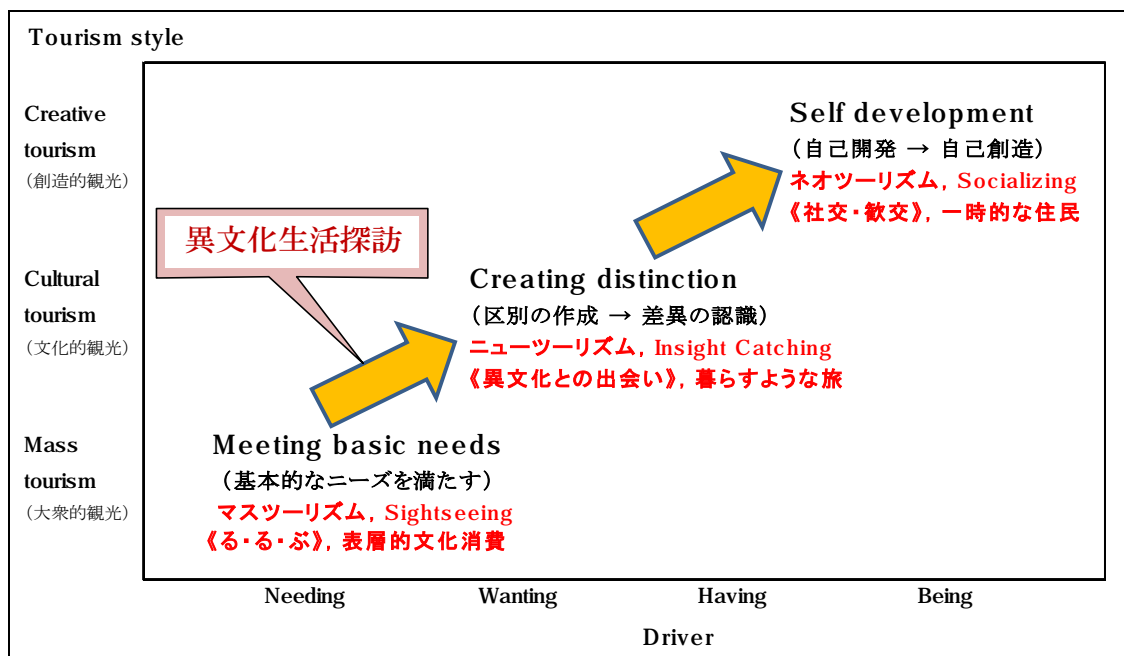 Tourism style
Creative
tourism
(創造的観光)
Self development
(自己開発 → 自己創造)
ネオツーリズム, Socializing
《社交・歓交》, 一時的な住民
異文化生活探訪
Cultural
tourism
(文化的観光)
Creating distinction
(区別の作成 → 差異の認識)
ニューツーリズム, Insight Catching
《異文化との出会い》, 暮らすような旅
Mass
tourism
(大衆的観光)
Meeting basic needs
(基本的なニーズを満たす)
マスツーリズム, Sightseeing
《る・る・ぶ》, 表層的文化消費
Needing Wanting Having Being
Driver